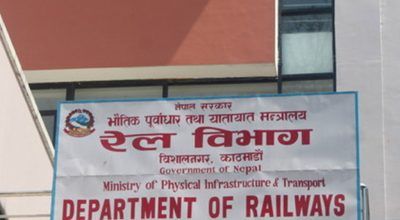 नेपाल सरकार
भौतिक पूर्वाधार तथा यातायात मन्त्रालय
रेल विभाग
विशालनगर, काठमाडौं
Government of Nepal
Ministry of Physical Infrastructure & Transport
DEPARTMENT OF RAILWAYS